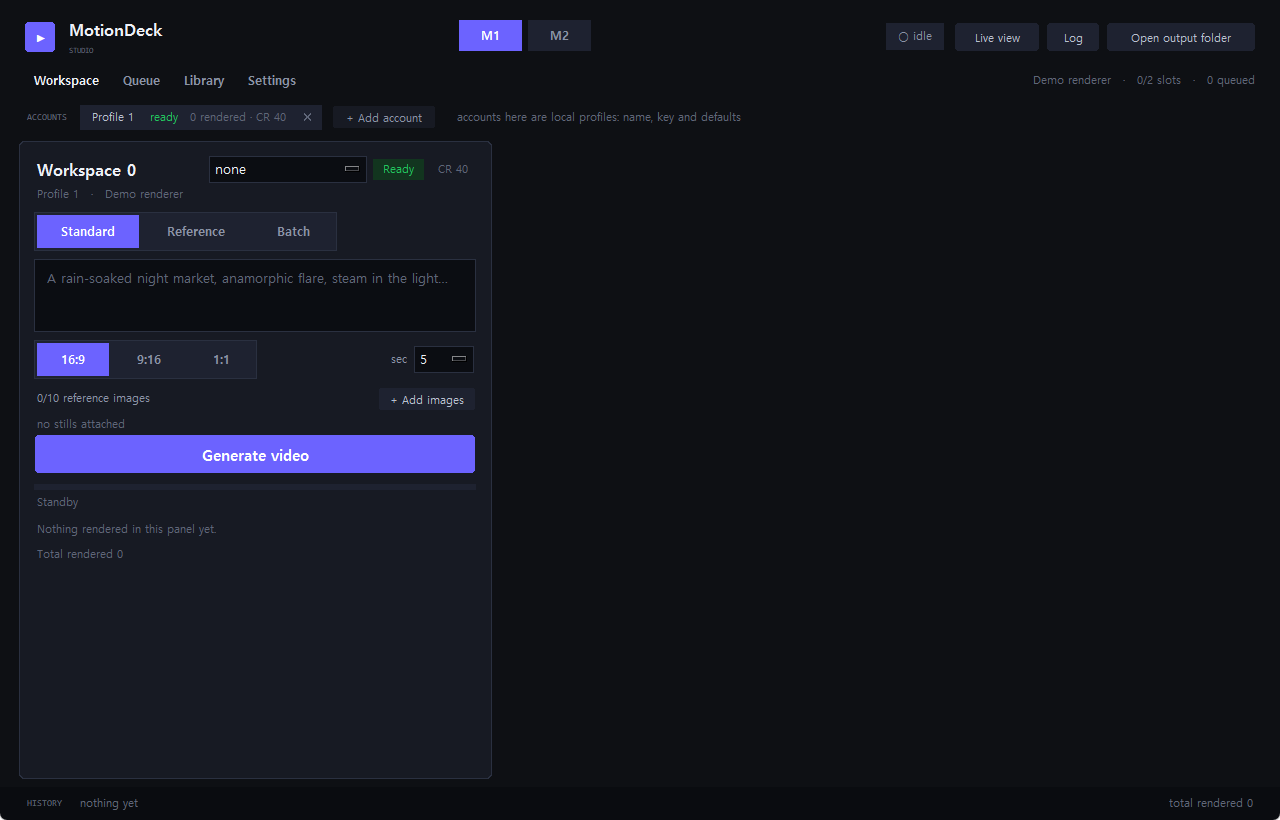 MotionDeck
STUDIO
M1
M2
idle
Live view
Log
Open output folder
Workspace
Queue
Library
Settings
Demo renderer · 0/2 slots · 0 queued
ACCOUNTS
Profile 1 ready 0 rendered · CR 40 ×
+ Add account
accounts here are local profiles: name, key and defaults
Workspace 0
none
Ready
CR 40
Profile 1 · Demo renderer
Standard
Reference
Batch
A rain-soaked night market, anamorphic flare, steam in the light...
16:9
9:16
1:1
sec
5
0/10 reference images
+ Add images
no stills attached
Generate video
Standby
Nothing rendered in this panel yet.
Total rendered 0
HISTORY
nothing yet
total rendered 0